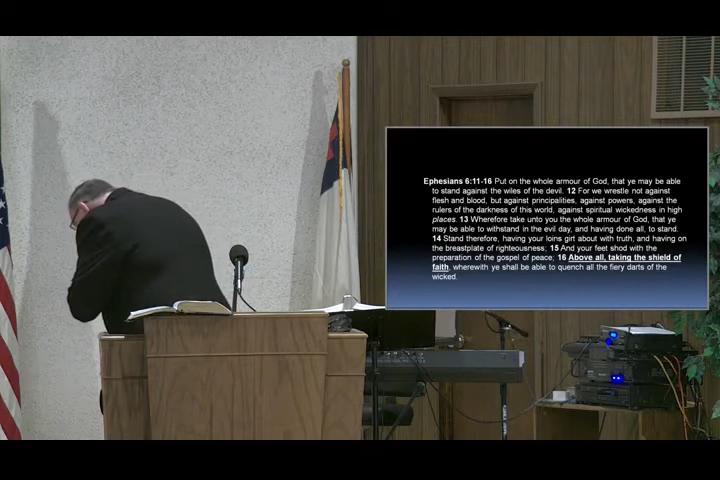 Ephesians 6:11-16 Put on the whole armour of God, that ye may be able
to stand against the wiles of the devil. 12 For we wrestle not against
flesh and blood, but against principalities, against powers, against the
rulers of the darkness of this world, against spiritual wickedness in high
places. 13 Wherefore take unto you the whole armour of God, that ye
may be able to withstand in the evil day, and having done all, to stand.
14 Stand therefore, having your loins girt about with truth, and having on
the breastplate of righteousness; 15 And your feet shod with the
preparation of the gospel of peace; 16 Above all, taking the shield of
faith, wherewith ye shall be able to quench all the fiery darts of the
wicked.